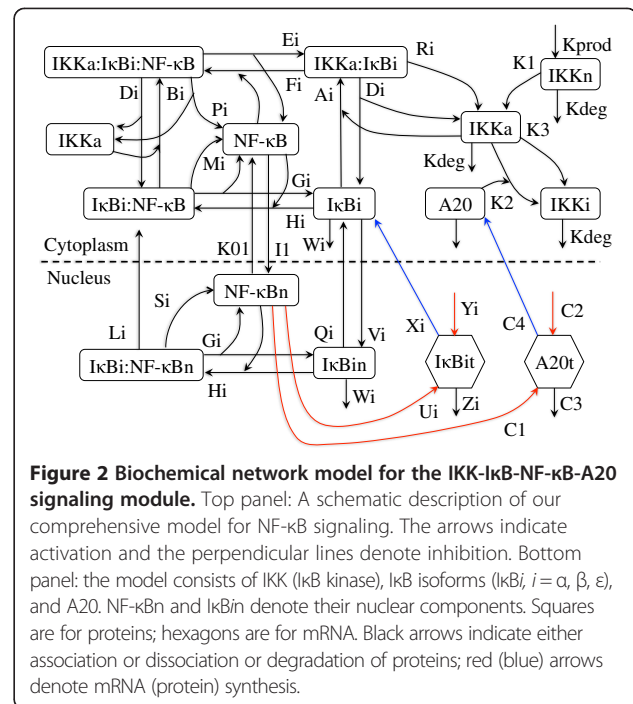 IKKa:IκBi:NF-κB
Ei
Fi
IKKa:IκBi
Ri
K1
Kprod
IKKn
Kdeg
Di
Bi
Pi
Ai
Di
IKKa
NF-κB
IKKa
K3
Mi
Kdeg
Gi
IκBi:NF-κB
Hi
IκBi
A20
K2
IKKi
Wi
Kdeg
Cytoplasm
K01
I1
Nucleus
Si
NF-κBn
Yi
C2
Li
Gi
Qi
Vi
Xi
C4
IκBi:NF-κBn
Hi
IκBin
IκBit
A20t
Wi
Ui
Zi
C3
C1
Figure 2 Biochemical network model for the IKK-IκB-NF-κB-A20
signaling module. Top panel: A schematic description of our
comprehensive model for NF-κB signaling. The arrows indicate
activation and the perpendicular lines denote inhibition. Bottom
panel: the model consists of IKK (IκB kinase), IκB isoforms (IκBi, i = α, β, ε),
and A20. NF-κBn and IκBin denote their nuclear components. Squares
are for proteins; hexagons are for mRNA. Black arrows indicate either
association or dissociation or degradation of proteins; red (blue) arrows
denote mRNA (protein) synthesis.